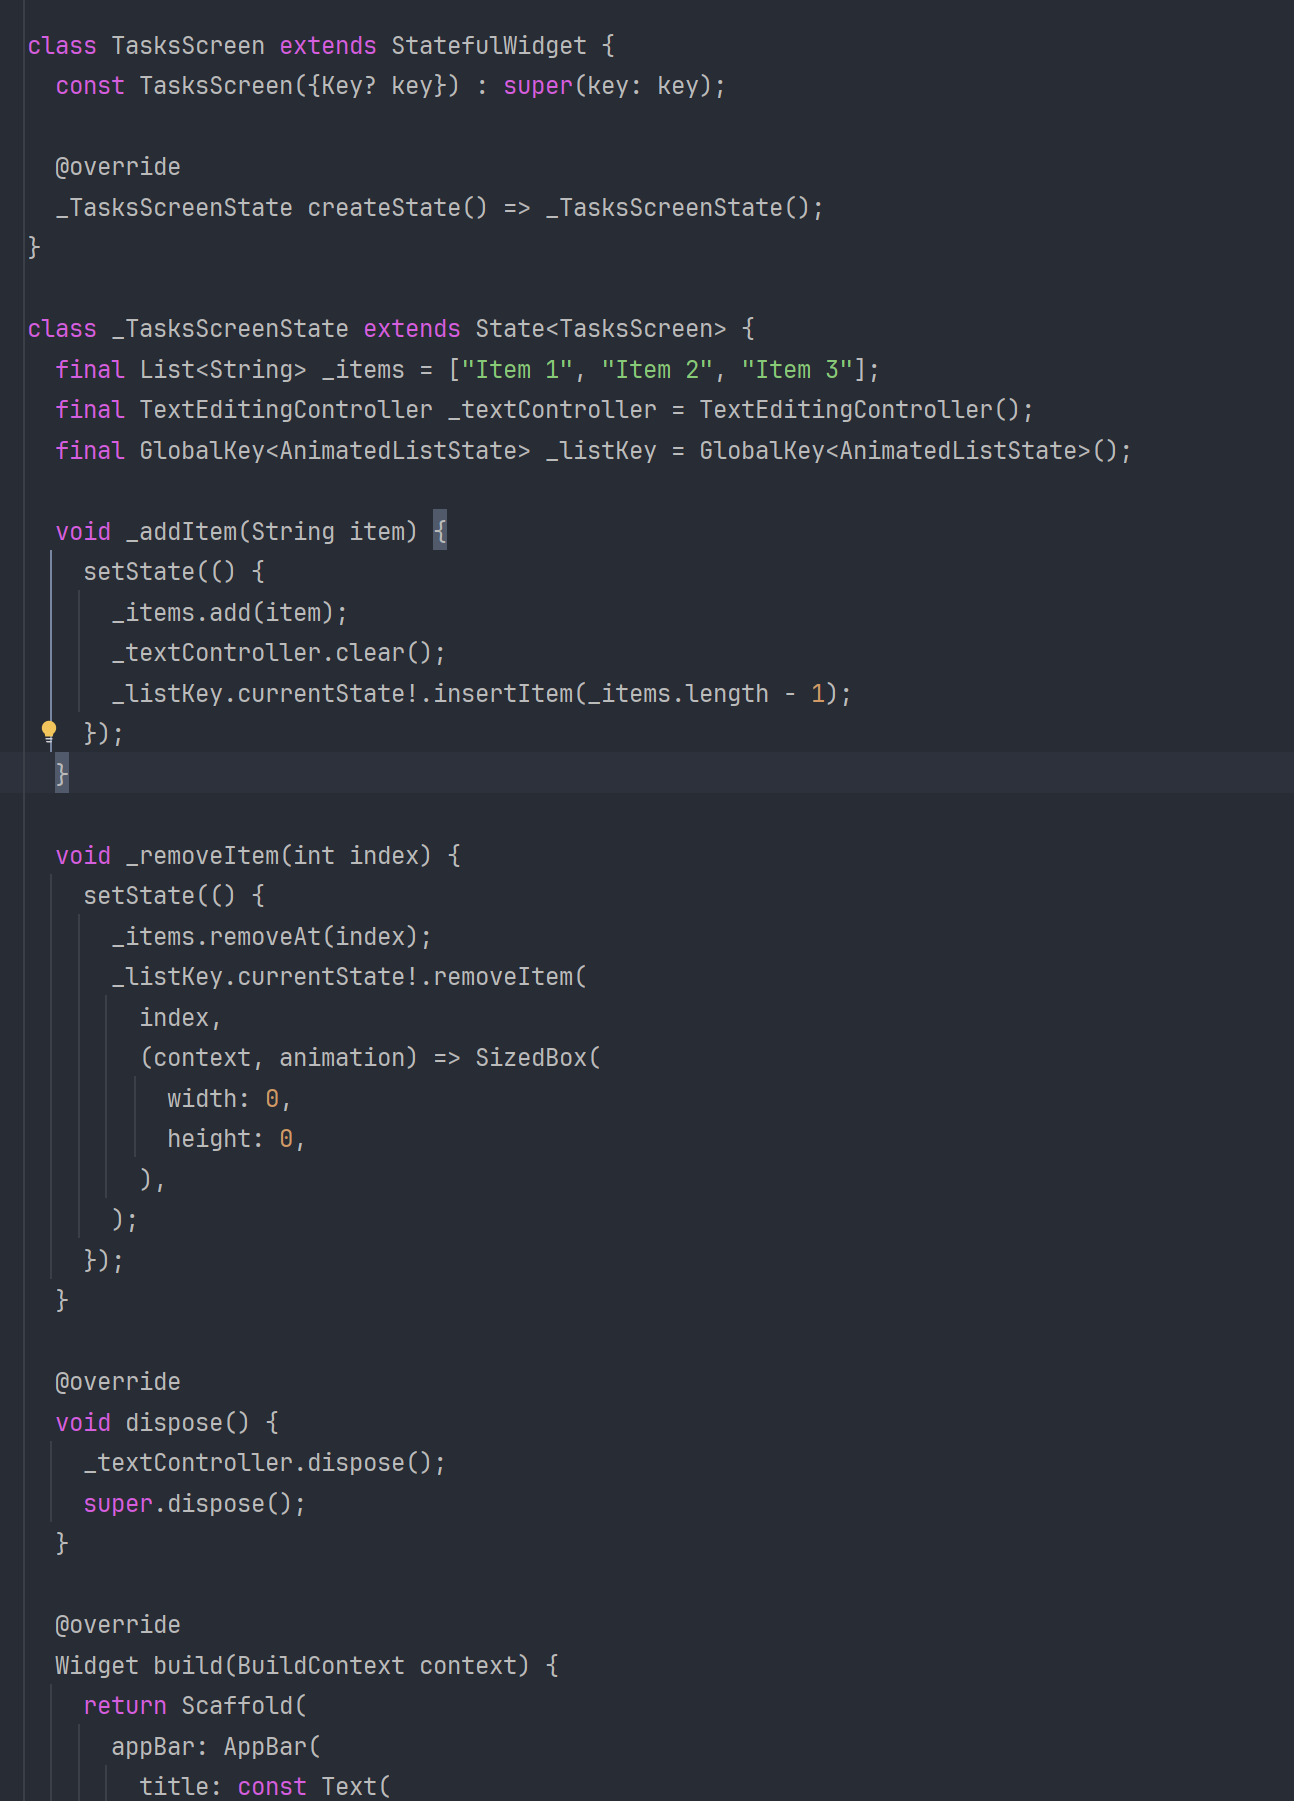 class TasksScreen extends StatefulWidget {
  const TasksScreen({Key? key}) : super(key: key);

  @override
  _TasksScreenState createState() => _TasksScreenState();
}

class _TasksScreenState extends State<TasksScreen> {
  final List<String> _items = ["Item 1", "Item 2", "Item 3"];
  final TextEditingController _textController = TextEditingController();
  final GlobalKey<AnimatedListState> _listKey = GlobalKey<AnimatedListState>();

  void _addItem(String item) {
    setState(() {
      _items.add(item);
      _textController.clear();
      _listKey.currentState!.insertItem(_items.length - 1);
    });
  }

  void _removeItem(int index) {
    setState(() {
      _items.removeAt(index);
      _listKey.currentState!.removeItem(
        index,
        (context, animation) => SizedBox(
          width: 0,
          height: 0,
        ),
      );
    });
  }

  @override
  void dispose() {
    _textController.dispose();
    super.dispose();
  }

  @override
  Widget build(BuildContext context) {
    return Scaffold(
      appBar: AppBar(
        title: const Text(